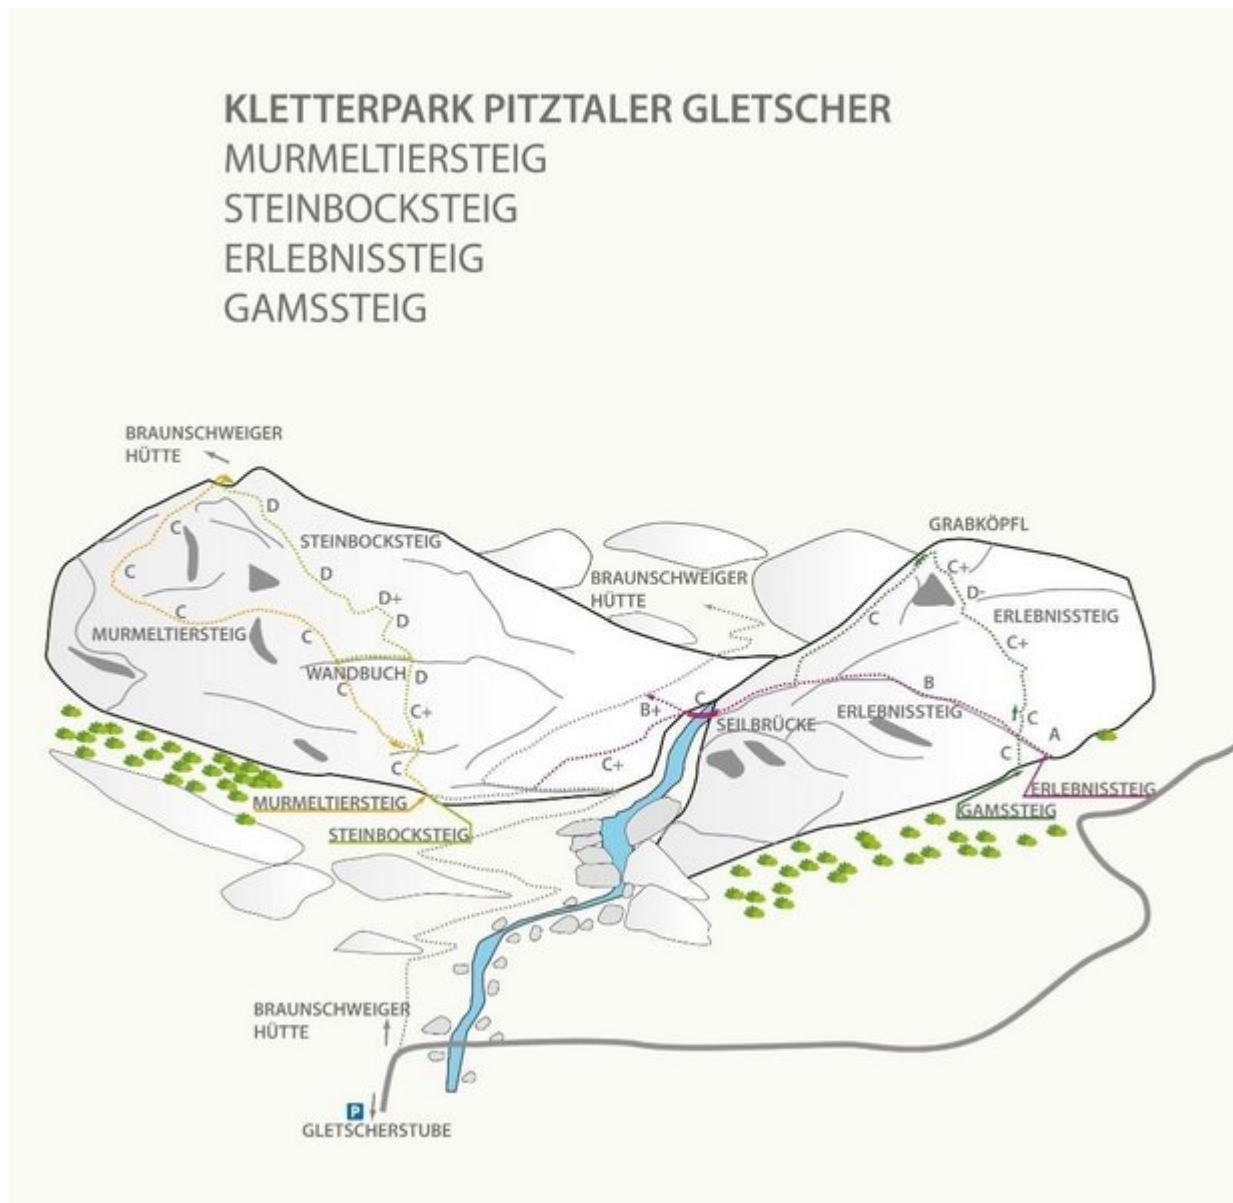 KLETTERPARK PITZTALER GLETSCHER
MURMELTIERSTEIG
STEINBOCKSTEIG
ERLEBNISSTEIG
GAMSSTEIG
BRAUNSCHWEIGER
HÜTTE
D
C
STEINBOCKSTEIG
GRABKÖPFL
C
D
BRAUNSCHWEIGER
HÜTTE
C+
D-
C
D+
D
C
ERLEBNISSTEIG
MURMELTIERSTEIG
C
C+
WANDBUCH
D
C
B
C
B+
C+
SEILBRÜCKE
ERLEBNISSTEIG
C
A
C
C+
C
MURMELTIERSTEIG
ERLEBNISSTEIG
GAMSSTEIG
STEINBOCKSTEIG
BRAUNSCHWEIGER
HÜTTE
P
GLETSCHERSTUBE